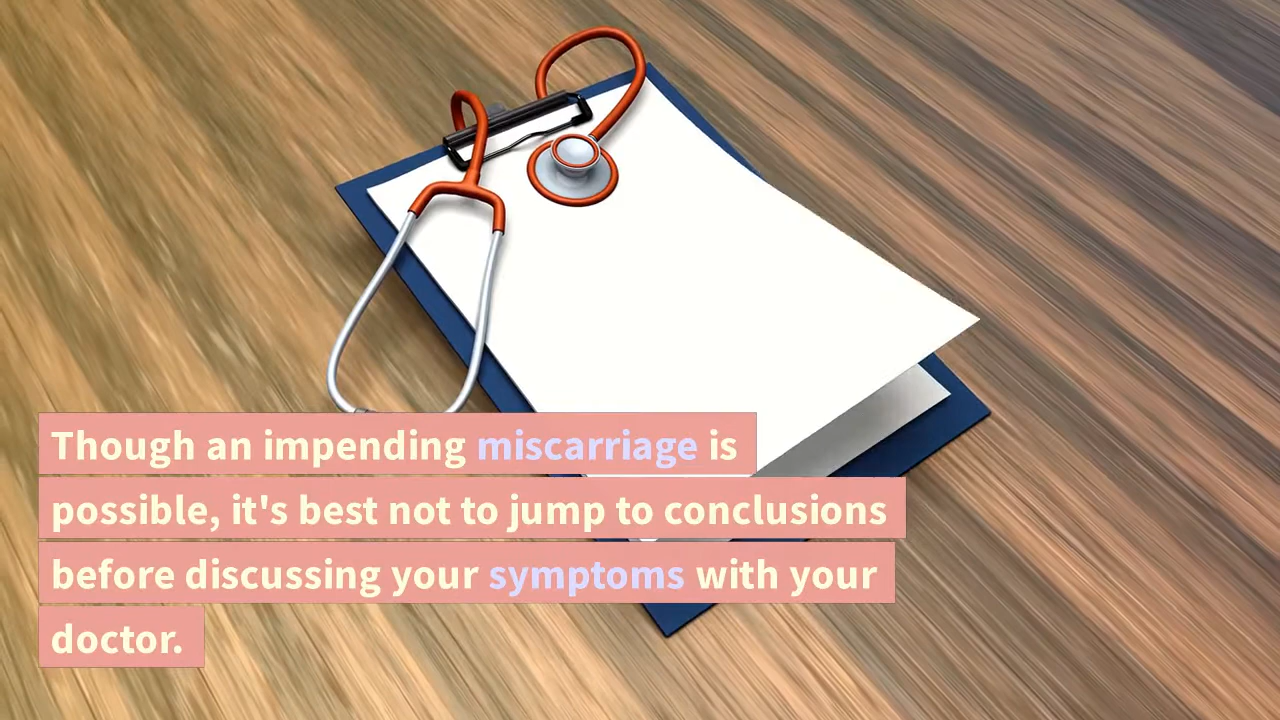 Though an impending miscarriage is
possible, it's best not to jump to conclusions
before discussing your symptoms with your
doctor.